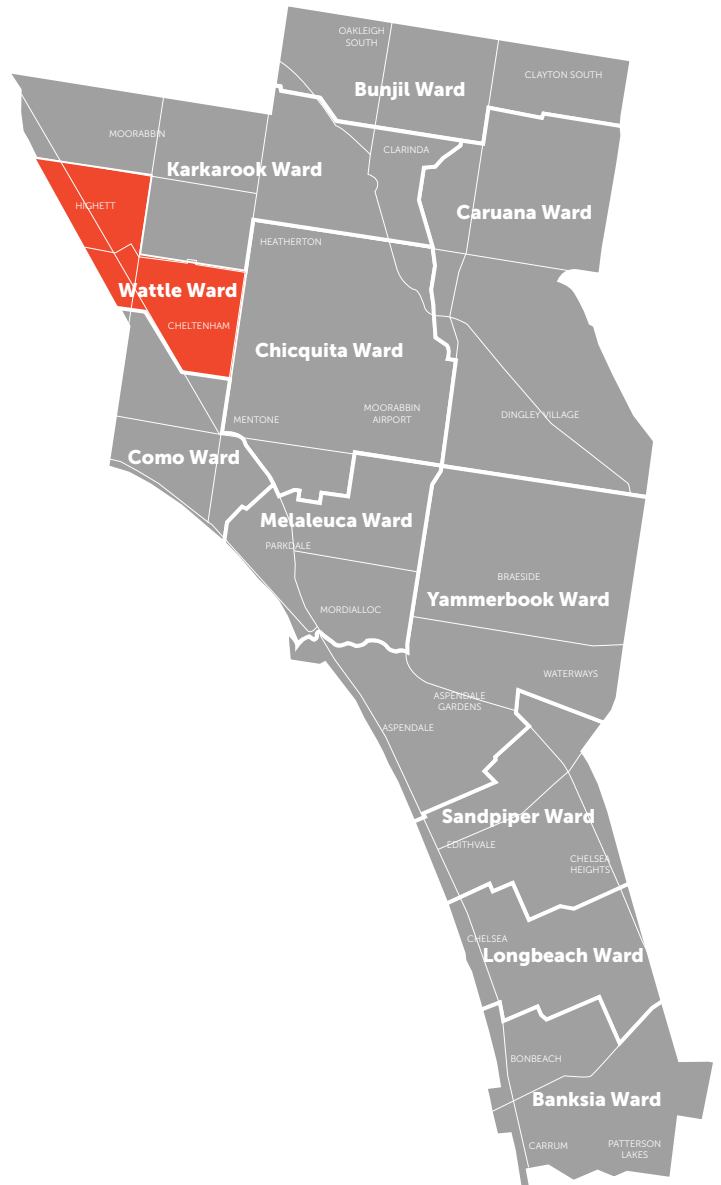 OAKLEIGH
SOUTH
CLAYTON SOUTH
Bunjil Ward
MOORABBIN
CLARINDA
Karkarook Ward
HIGHETT
Caruana Ward
HEATHERTON
Wattle Ward
CHELTENHAM
Chicquita Ward
MOORABBIN
AIRPORT
DINGLEY VILLAGE
MENTONE
Como Ward
Melaleuca Ward
PARKDALE
BRAESIDE
Yammerbook Ward
MORDIALLOC
WATERWAYS
ASPENDALE
GARDENS
ASPENDALE
Sandpiper Ward
EDITHVALE
CHELSEA
HEIGHTS
CHELSEA
Longbeach Ward
BONBEACH
Banksia Ward
CARRUM
PATTERSON
LAKES